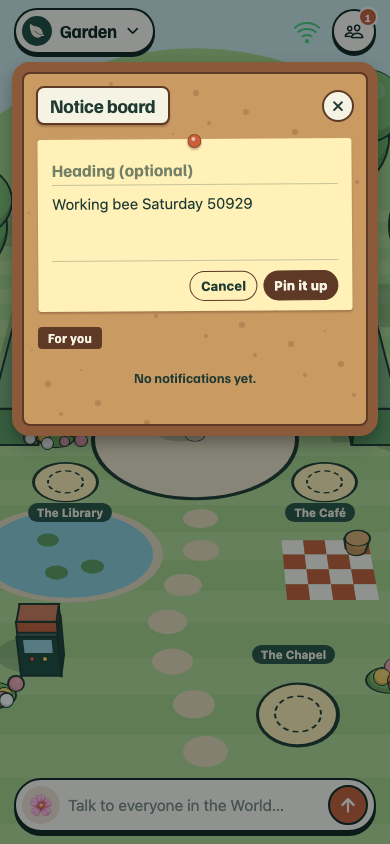 Garden
1
Notice board
Heading (optional)
Working bee Saturday 50929
Cancel
Pin it up
For you
No notifications yet.
The Library
The Café
The Chapel
Talk to everyone in the World...